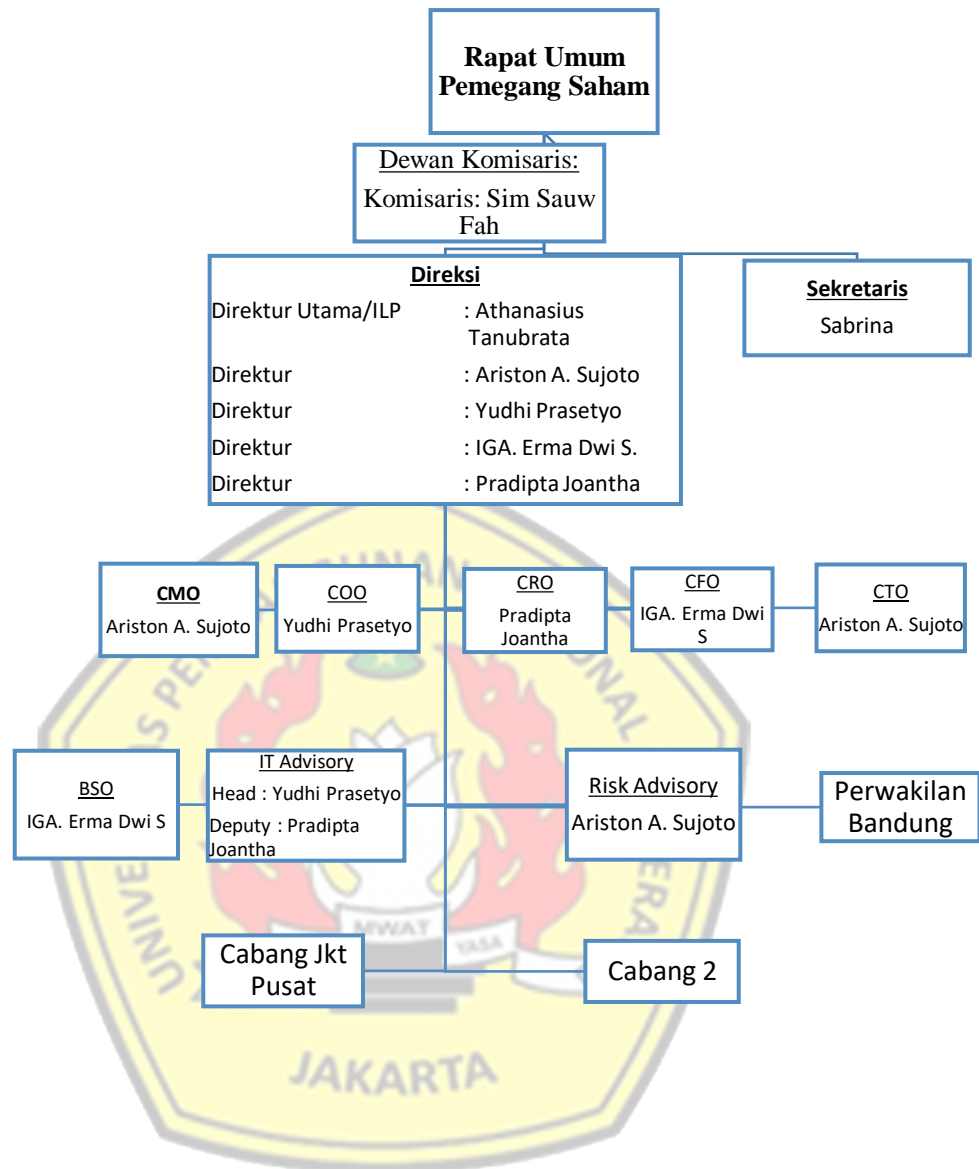 Rapat Umum
Pemegang Saham
Dewan Komisaris:
Komisaris: Sim Sauw
Fah
Direksi
Direktur Utama/ILP : Athanasius
Tanubrata
Direktur : Ariston A. Sujoto
Direktur : Yudhi Prasetyo
Direktur : IGA. Erma Dwi S.
Direktur : Pradipta Joantha
Sekretaris
Sabrina
CMO
Ariston A. Sujoto
COO
Yudhi Prasetyo
CRO
Pradipta
Joantha
CFO
IGA. Erma Dwi
S
CTO
Ariston A. Sujoto
BSO
IGA. Erma Dwi S
IT Advisory
Head : Yudhi Prasetyo
Deputy : Pradipta
Joantha
Risk Advisory
Ariston A. Sujoto
Perwakilan
Bandung
Cabang Jkt
Pusat
Cabang 2
MWAT
YASA
JAKARTA